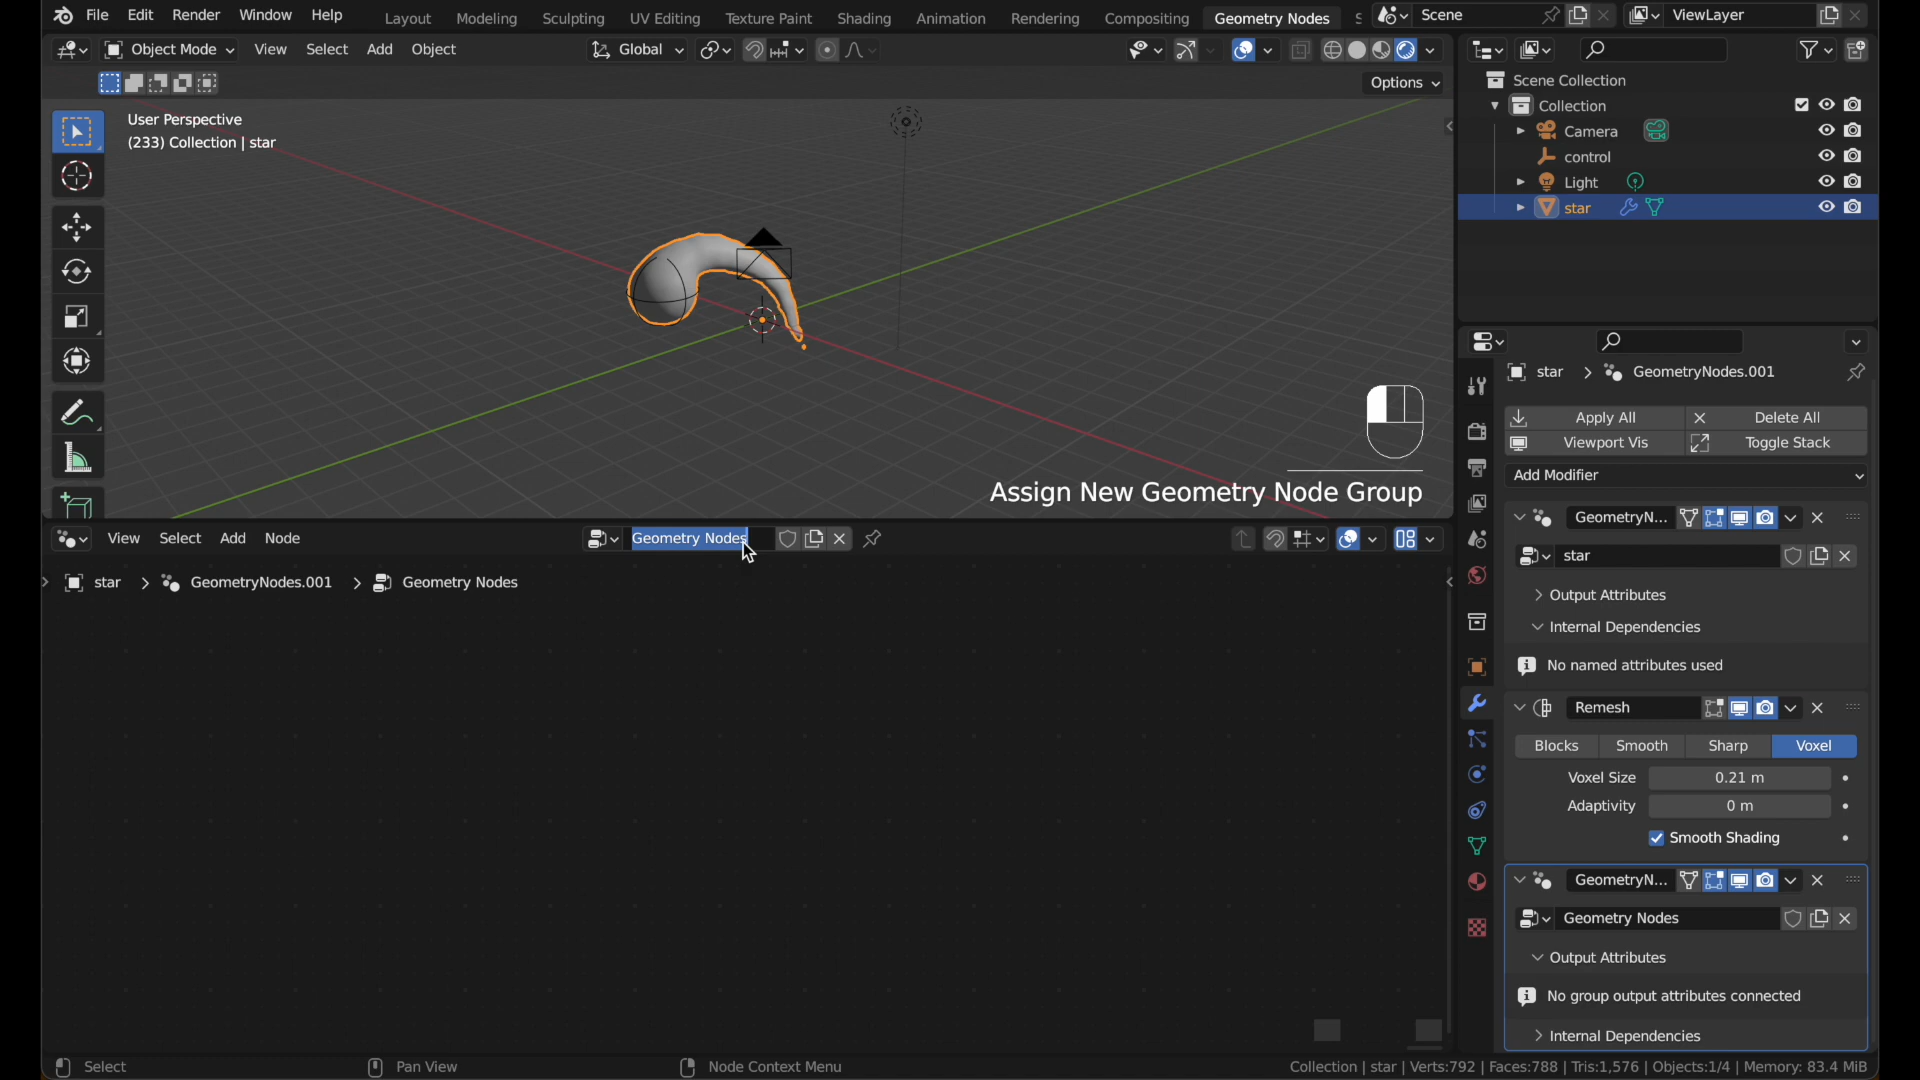 File Edit Render Window Help
Layout Modeling Sculpting UV Editing Texture Paint Shading Animation Rendering Compositing Geometry Nodes
Scene
ViewLayer
Object Mode View Select Add Object
Global
Options
User Perspective
(233) Collection | star
Assign New Geometry Node Group
View Select Add Node
Geometry Nodes
star GeometryNodes.001 Geometry Nodes
Scene Collection
Collection
Camera
control
Light
star
star GeometryNodes.001
Apply All Delete All
Viewport Vis Toggle Stack
Add Modifier
GeometryN...
star
Output Attributes
Internal Dependencies
No named attributes used
Remesh
Blocks Smooth Sharp Voxel
Voxel Size 0.21 m
Adaptivity 0 m
Smooth Shading
GeometryN...
Geometry Nodes
Output Attributes
No group output attributes connected
Internal Dependencies
Select Pan View Node Context Menu
Collection | star | Verts:792 | Faces:788 | Tris:1,576 | Objects:1/4 | Memory: 83.4 MiB